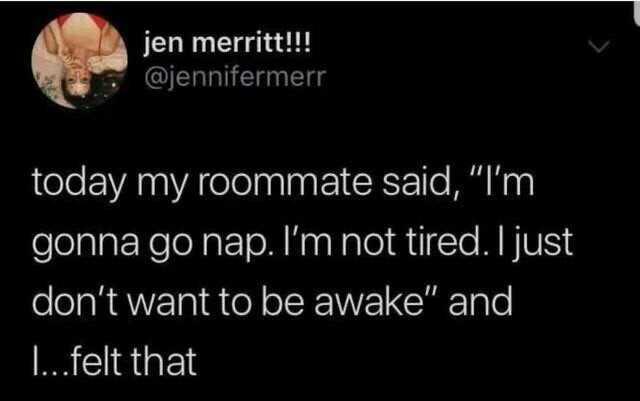 jen merritt!!!
@jennifermerr
today my roommate said, "I'm
gonna go nap. I'm not tired. I just
don't want to be awake" and
I...felt that